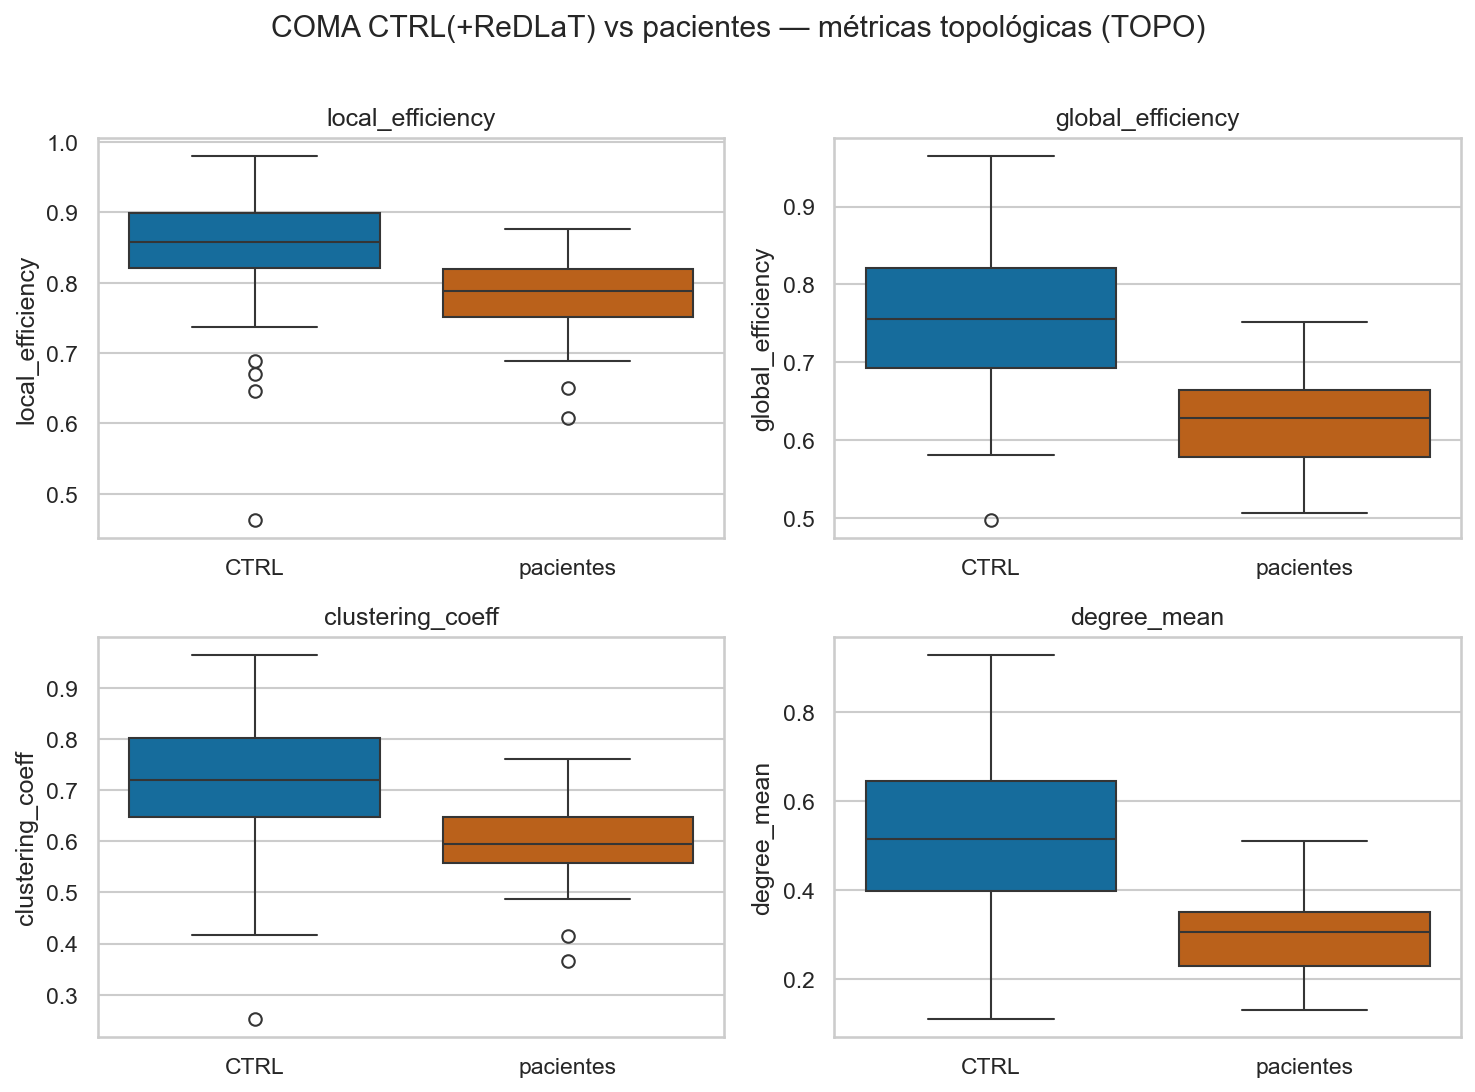 COMA CTRL(+ReDLaT) vs pacientes — métricas topológicas (TOPO)
local_efficiency
local_efficiency
1.0
0.9
0.8
0.7
0.6
0.5
CTRL
pacientes
global_efficiency
global_efficiency
0.9
0.8
0.7
0.6
0.5
CTRL
pacientes
clustering_coeff
clustering_coeff
0.9
0.8
0.7
0.6
0.5
0.4
0.3
CTRL
pacientes
degree_mean
degree_mean
0.8
0.6
0.4
0.2
CTRL
pacientes